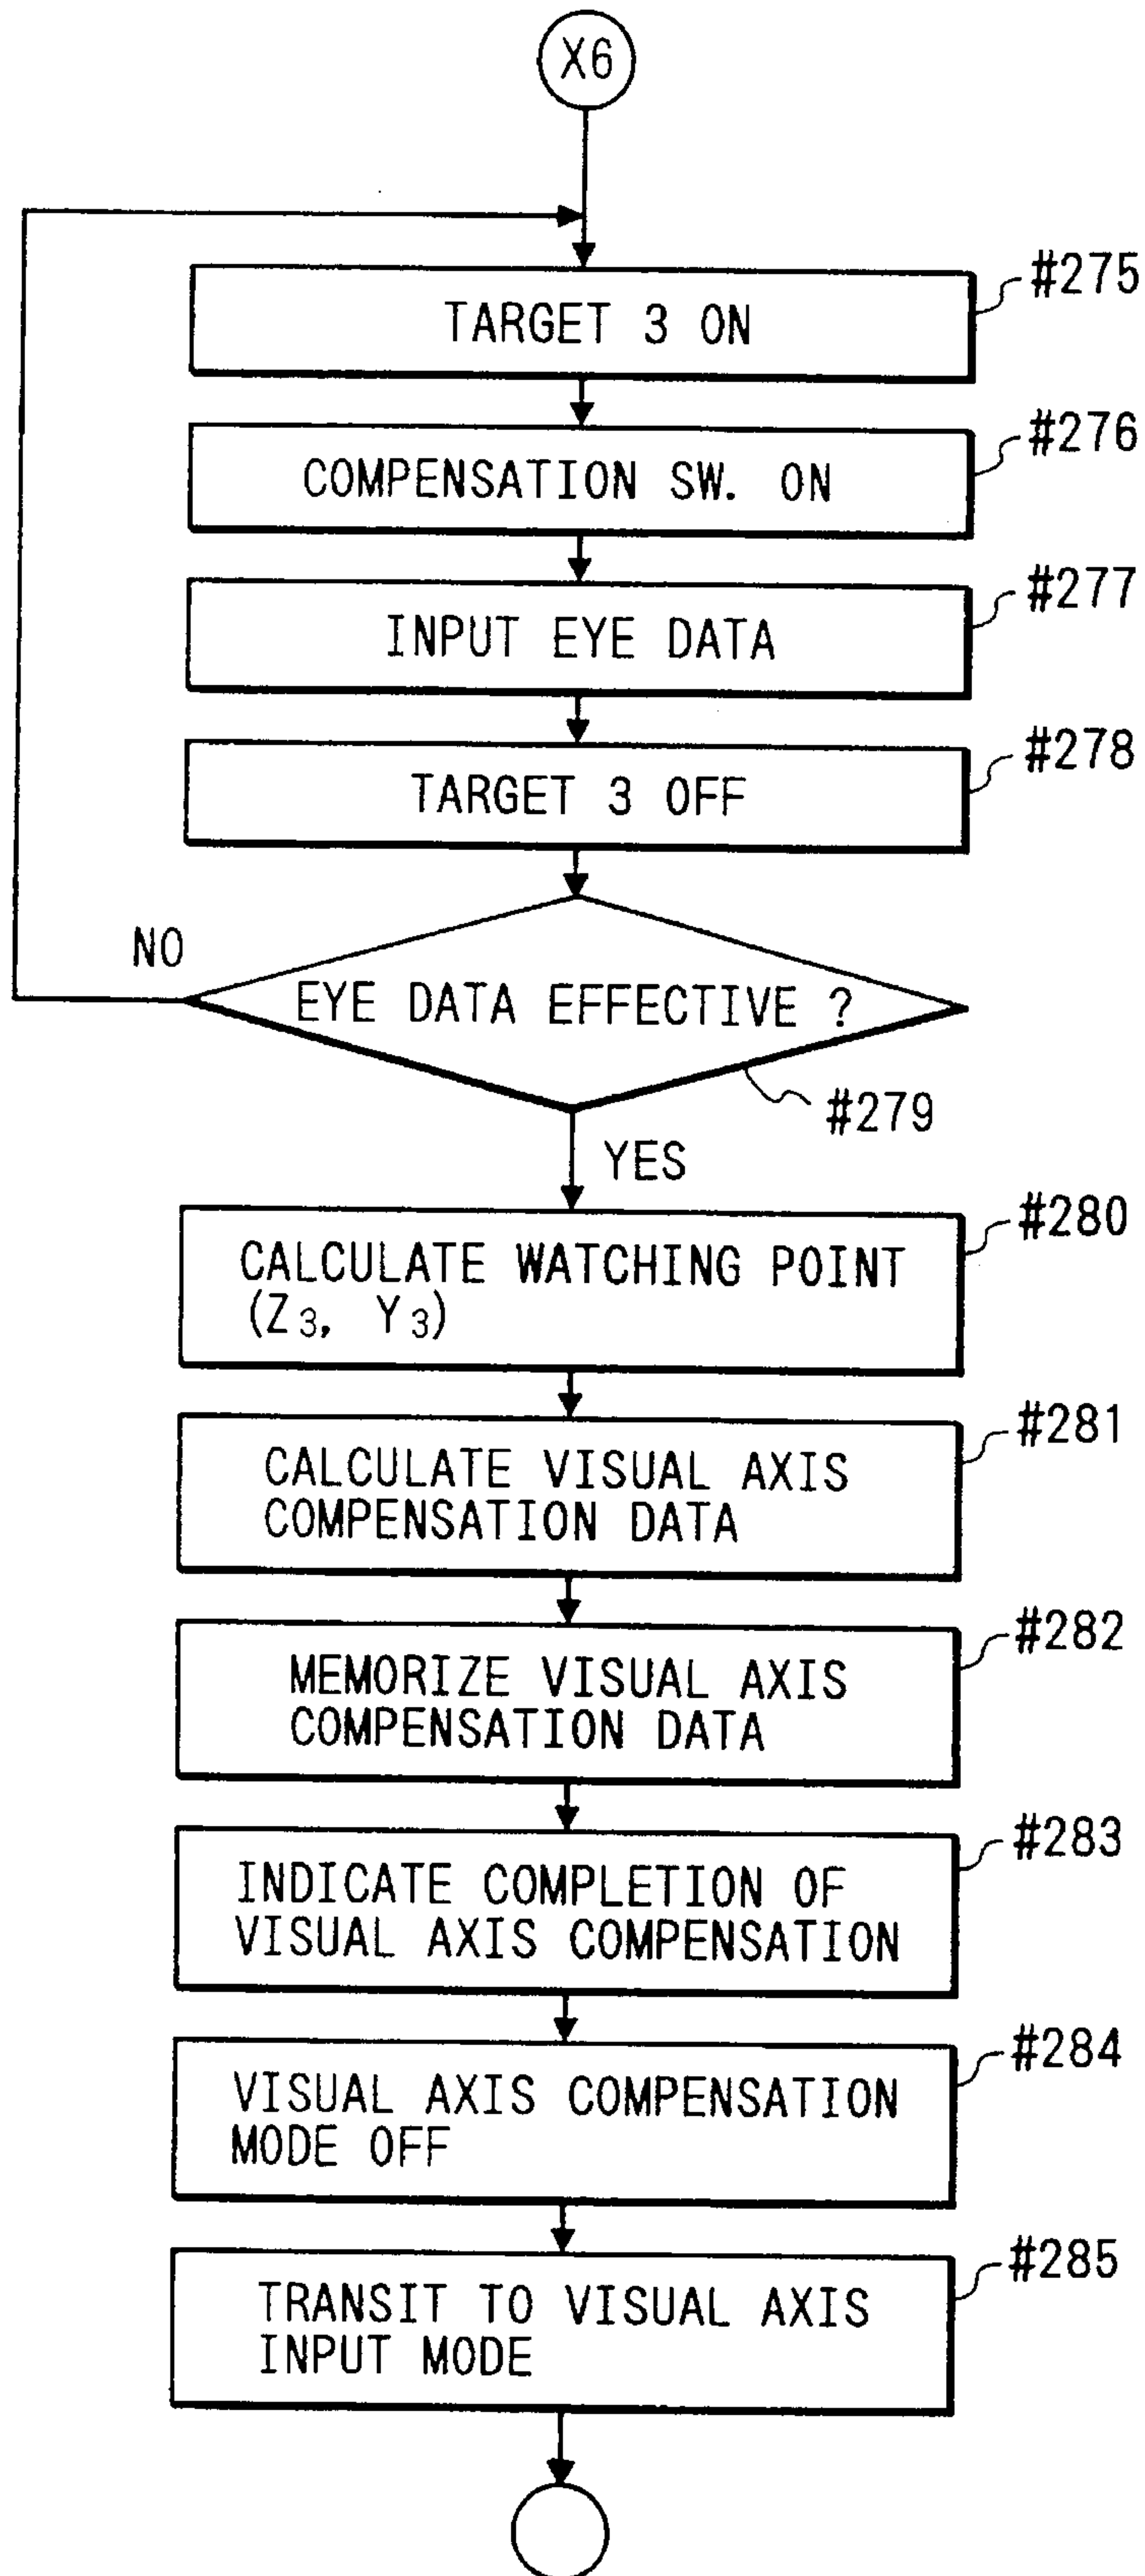 X6
TARGET 3 ON
#275
COMPENSATION SW. ON
#276
INPUT EYE DATA
#277
TARGET 3 OFF
#278
NO
EYE DATA EFFECTIVE ?
#279
YES
CALCULATE WATCHING POINT
(Z3, Y3)
#280
CALCULATE VISUAL AXIS
COMPENSATION DATA
#281
MEMORIZE VISUAL AXIS
COMPENSATION DATA
#282
INDICATE COMPLETION OF
VISUAL AXIS COMPENSATION
#283
VISUAL AXIS COMPENSATION
MODE OFF
#284
TRANSIT TO VISUAL AXIS
INPUT MODE
#285